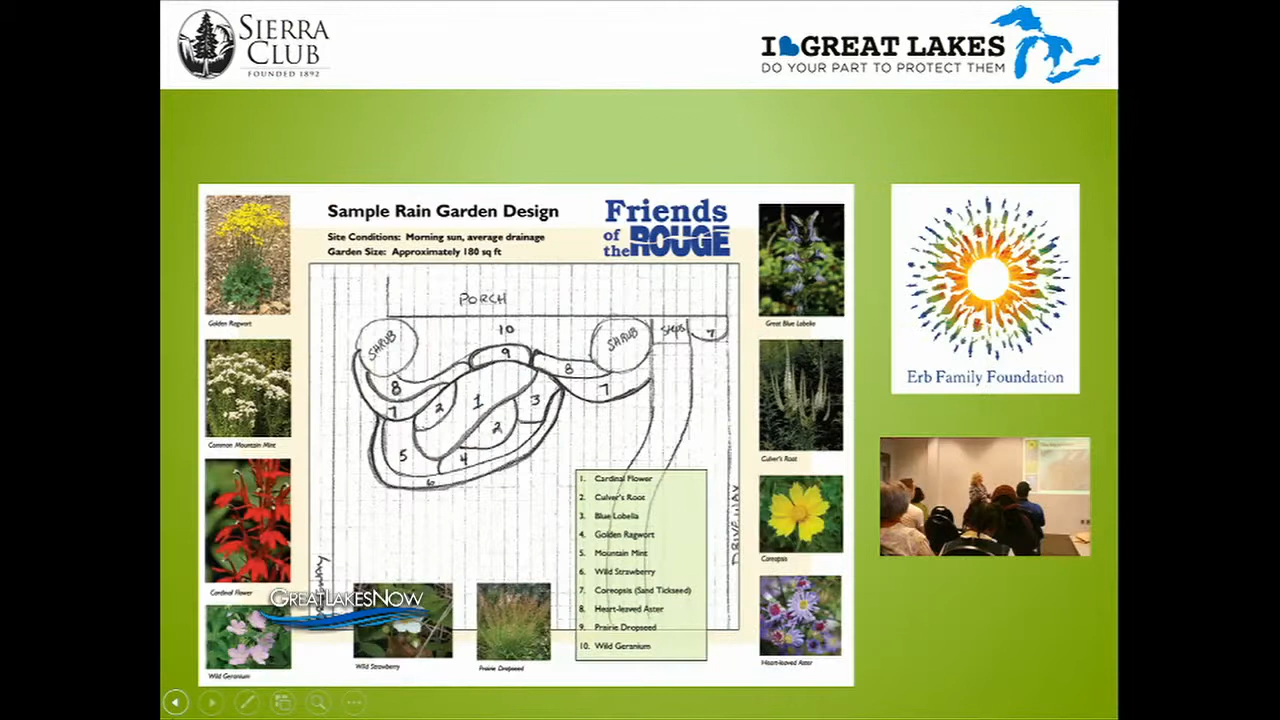 SIERRA
CLUB
FOUNDED 1892
I GREAT LAKES
DO YOUR PART TO PROTECT THEM
Sample Rain Garden Design
Site Conditions: Morning sun, average drainage
Garden Size: Approximately 180 sq ft
Friends
of
the ROUGE
PORCH
SHRUB
10
9
SHRUB
Steps
7
8
8
7
7
2
1
3
2
5
4
6
DRIVEWAY
1. Cardinal Flower
2. Culver's Root
3. Blue Lobelia
4. Golden Ragwort
5. Mountain Mint
6. Wild Strawberry
7. Coreopsis (Sand Tickseed)
8. Heart-leaved Aster
9. Prairie Dropseed
10. Wild Geranium
Golden Ragwort
Common Mountain Mint
Cardinal Flower
Wild Geranium
Wild Strawberry
Prairie Dropseed
Great Blue Lobelia
Culver's Root
Coreopsis
Heart-leaved Aster
GREATLAKESNOW
Erb Family Foundation